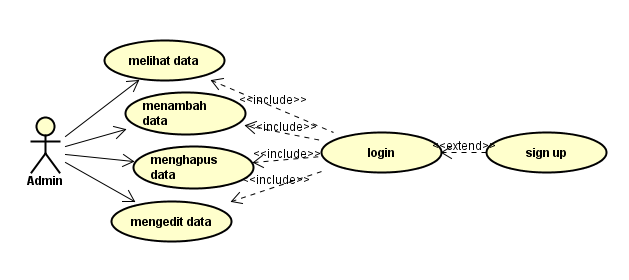 melihat data
<<include>>
menambah
data
<<include>>
<<include>>
menghapus
data
<<include>>
mengedit data
Admin
login
<<extend>>
sign up